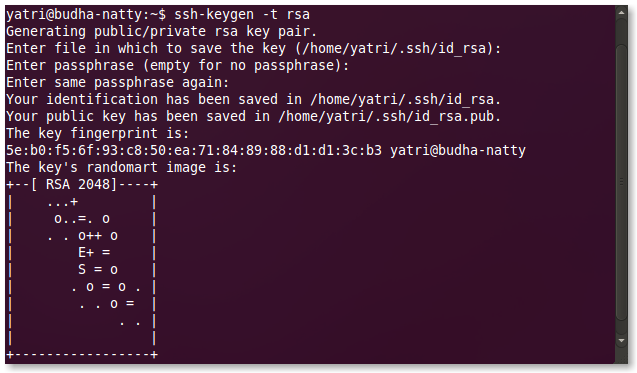 yatri@budha-natty:~$ ssh-keygen -t rsa
Generating public/private rsa key pair.
Enter file in which to save the key (/home/yatri/.ssh/id_rsa):
Enter passphrase (empty for no passphrase):
Enter same passphrase again:
Your identification has been saved in /home/yatri/.ssh/id_rsa.
Your public key has been saved in /home/yatri/.ssh/id_rsa.pub.
The key fingerprint is:
5e:b0:f5:6f:93:c8:50:ea:71:84:89:88:d1:d1:3c:b3 yatri@budha-natty
The key's randomart image is:
+--[ RSA 2048]----+
|    ...+         |
|     o..=. o     |
|    . . o++ o    |
|        E+ =     |
|        S = o    |
|       . o = o . |
|        . . o =  |
|             . . |
|                 |
+-----------------+